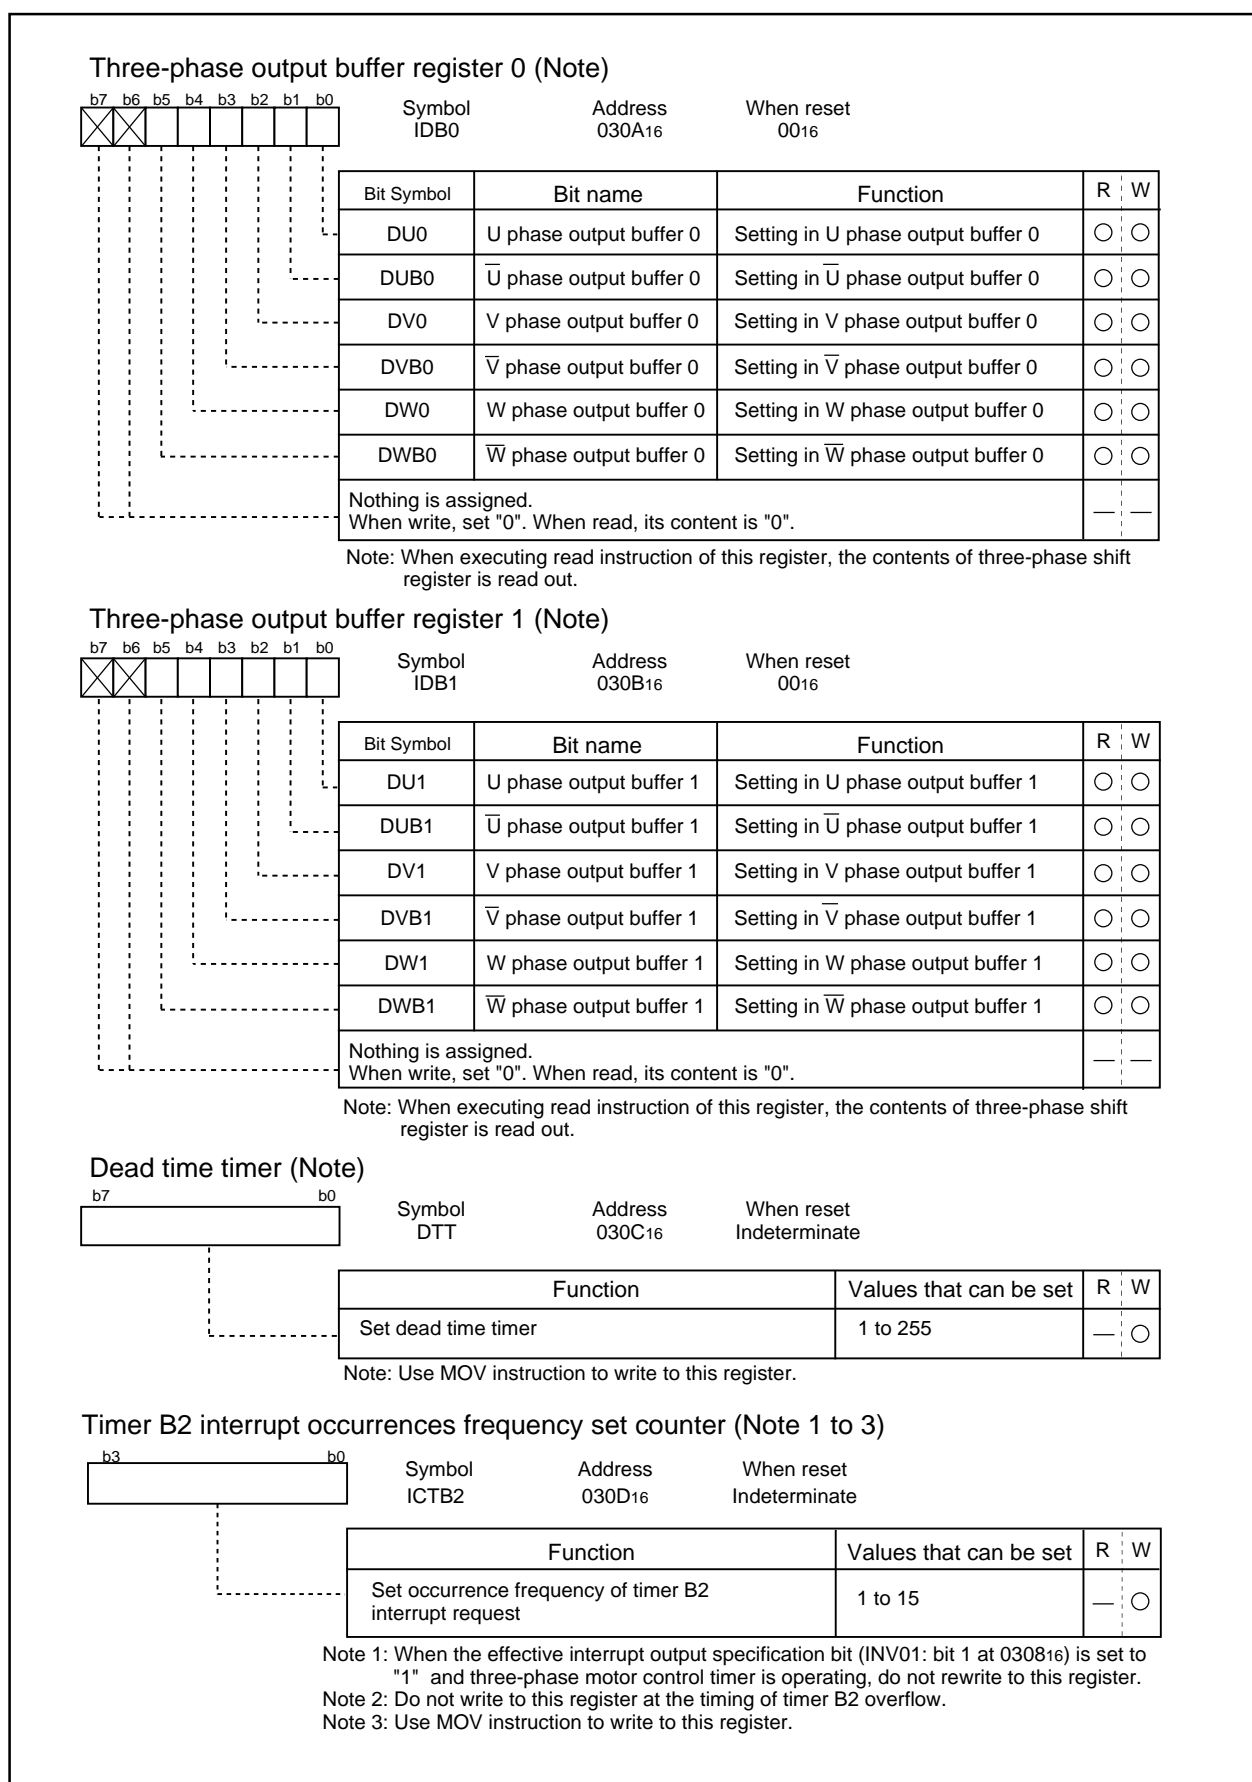 Three-phase output buffer register 0 (Note)
b7 b6 b5 b4 b3 b2 b1 b0
Symbol Address When reset
IDB0 030A16 0016
Bit Symbol Bit name Function R W
DU0 U phase output buffer 0 Setting in U phase output buffer 0 ○ ○
DUB0 U̅ phase output buffer 0 Setting in U̅ phase output buffer 0 ○ ○
DV0 V phase output buffer 0 Setting in V phase output buffer 0 ○ ○
DVB0 V̅ phase output buffer 0 Setting in V̅ phase output buffer 0 ○ ○
DW0 W phase output buffer 0 Setting in W phase output buffer 0 ○ ○
DWB0 W̅ phase output buffer 0 Setting in W̅ phase output buffer 0 ○ ○
Nothing is assigned.
When write, set "0". When read, its content is "0". — —
Note: When executing read instruction of this register, the contents of three-phase shift
register is read out.
Three-phase output buffer register 1 (Note)
b7 b6 b5 b4 b3 b2 b1 b0
Symbol Address When reset
IDB1 030B16 0016
Bit Symbol Bit name Function R W
DU1 U phase output buffer 1 Setting in U phase output buffer 1 ○ ○
DUB1 U̅ phase output buffer 1 Setting in U̅ phase output buffer 1 ○ ○
DV1 V phase output buffer 1 Setting in V phase output buffer 1 ○ ○
DVB1 V̅ phase output buffer 1 Setting in V̅ phase output buffer 1 ○ ○
DW1 W phase output buffer 1 Setting in W phase output buffer 1 ○ ○
DWB1 W̅ phase output buffer 1 Setting in W̅ phase output buffer 1 ○ ○
Nothing is assigned.
When write, set "0". When read, its content is "0". — —
Note: When executing read instruction of this register, the contents of three-phase shift
register is read out.
Dead time timer (Note)
b7 b0
Symbol Address When reset
DTT 030C16 Indeterminate
Function Values that can be set R W
Set dead time timer 1 to 255 — ○
Note: Use MOV instruction to write to this register.
Timer B2 interrupt occurrences frequency set counter (Note 1 to 3)
b3 b0
Symbol Address When reset
ICTB2 030D16 Indeterminate
Function Values that can be set R W
Set occurrence frequency of timer B2
interrupt request 1 to 15 — ○
Note 1: When the effective interrupt output specification bit (INV01: bit 1 at 030816) is set to
"1" and three-phase motor control timer is operating, do not rewrite to this register.
Note 2: Do not write to this register at the timing of timer B2 overflow.
Note 3: Use MOV instruction to write to this register.